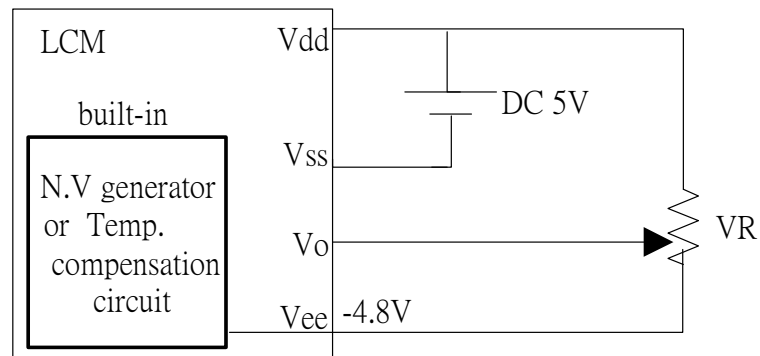 LCM
Vdd
built-in
DC 5V
Vss
N.V generator
or Temp.
compensation
circuit
Vo
VR
Vee
-4.8V